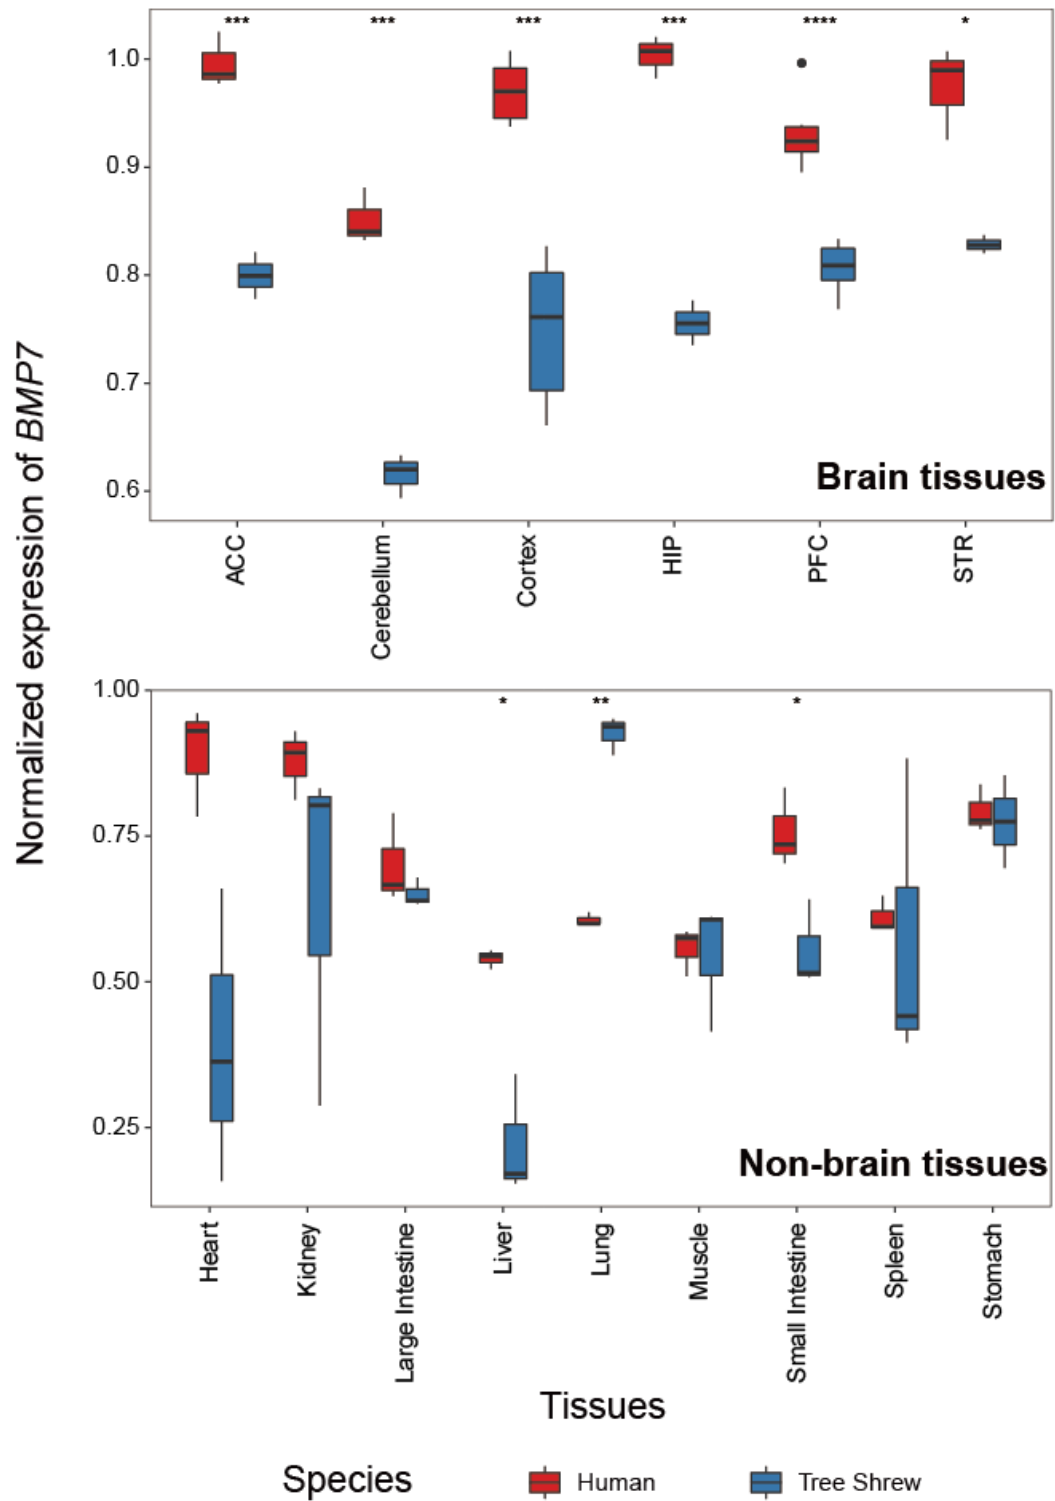 Normalized expression of BMP7
*** *** *** *** **** *
1.0
0.9
0.8
0.7
0.6
Brain tissues
ACC Cerebellum Cortex HIP PFC STR
* ** *
1.00
0.75
0.50
0.25
Non-brain tissues
Heart Kidney Large Intestine Liver Lung Muscle Small Intestine Spleen Stomach
Tissues
Species Human Tree Shrew